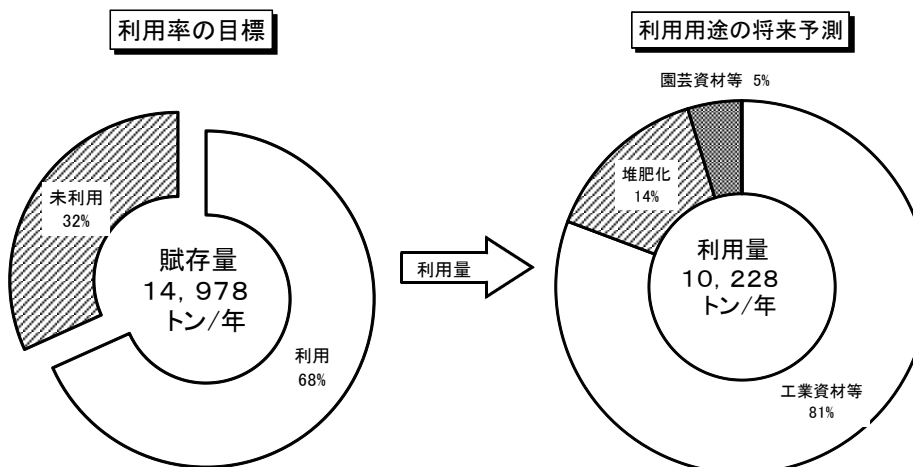 利用率の目標
未利用
32%
賦存量
14，978
トン/年
利用
68%
利用量
利用用途の将来予測
園芸資材等 5%
堆肥化
14%
利用量
10，228
トン/年
工業資材等
81%